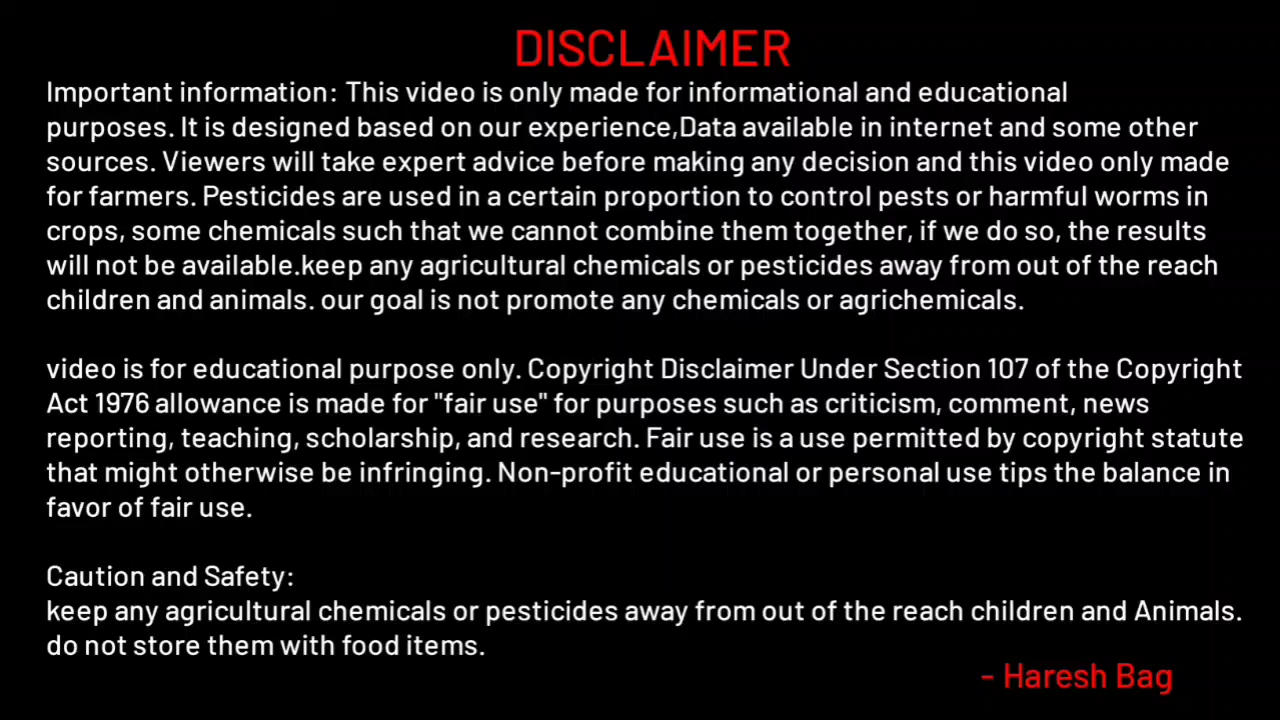 DISCLAIMER
Important information: This video is only made for informational and educational
purposes. It is designed based on our experience,Data available in internet and some other
sources. Viewers will take expert advice before making any decision and this video only made
for farmers. Pesticides are used in a certain proportion to control pests or harmful worms in
crops, some chemicals such that we cannot combine them together, if we do so, the results
will not be available.keep any agricultural chemicals or pesticides away from out of the reach
children and animals. our goal is not promote any chemicals or agrichemicals.
video is for educational purpose only. Copyright Disclaimer Under Section 107 of the Copyright
Act 1976 allowance is made for "fair use" for purposes such as criticism, comment, news
reporting, teaching, scholarship, and research. Fair use is a use permitted by copyright statute
that might otherwise be infringing. Non-profit educational or personal use tips the balance in
favor of fair use.
Caution and Safety:
keep any agricultural chemicals or pesticides away from out of the reach children and Animals.
do not store them with food items.
- Haresh Bag